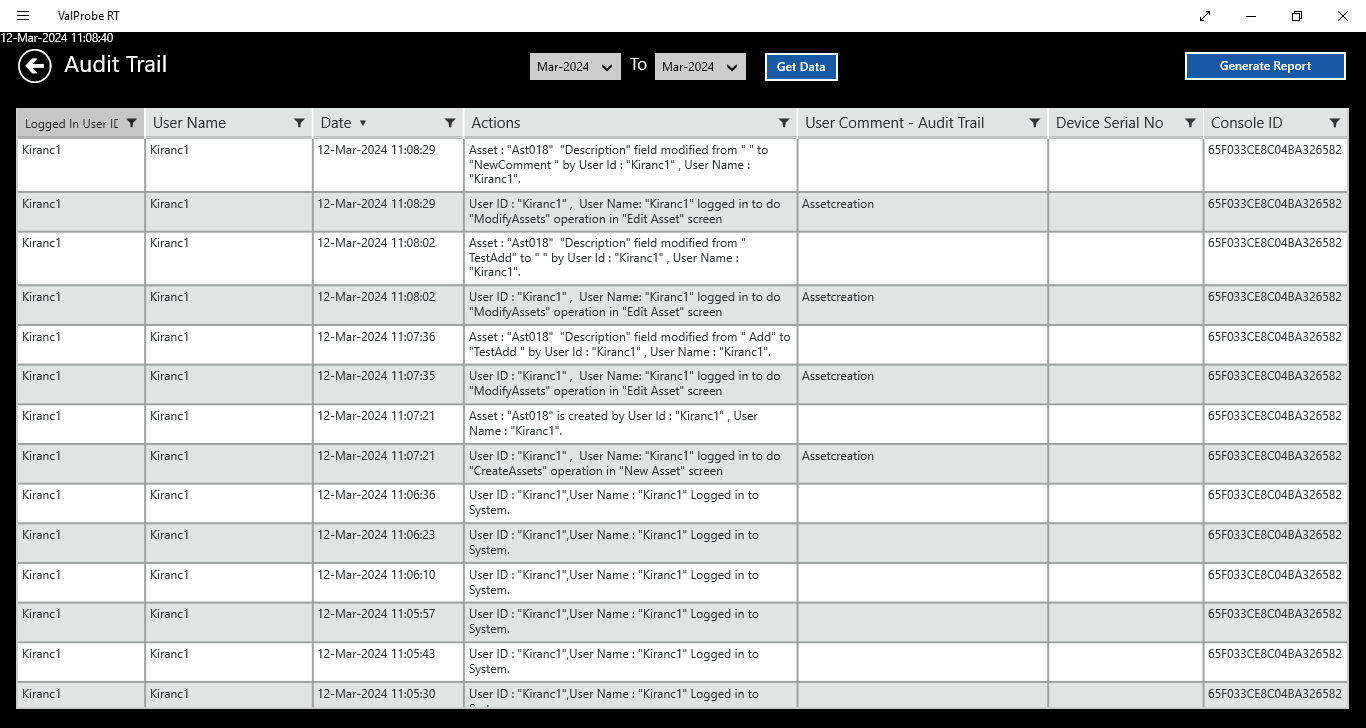 ValProbe RT
12-Mar-2024 11:08:40
Audit Trail
Mar-2024 To Mar-2024 Get Data Generate Report
Logged In User ID User Name Date Actions User Comment - Audit Trail Device Serial No Console ID
Kiranc1 Kiranc1 12-Mar-2024 11:08:29 Asset : "Ast018"  "Description" field modified from " " to 65F033CE8C04BA326582
"NewComment " by User Id : "Kiranc1" , User Name :
"Kiranc1".
Kiranc1 Kiranc1 12-Mar-2024 11:08:29 User ID : "Kiranc1" ,  User Name: "Kiranc1" logged in to do Assetcreation 65F033CE8C04BA326582
"ModifyAssets" operation in "Edit Asset" screen
Kiranc1 Kiranc1 12-Mar-2024 11:08:02 Asset : "Ast018"  "Description" field modified from " 65F033CE8C04BA326582
TestAdd" to " " by User Id : "Kiranc1" , User Name :
"Kiranc1".
Kiranc1 Kiranc1 12-Mar-2024 11:08:02 User ID : "Kiranc1" ,  User Name: "Kiranc1" logged in to do Assetcreation 65F033CE8C04BA326582
"ModifyAssets" operation in "Edit Asset" screen
Kiranc1 Kiranc1 12-Mar-2024 11:07:36 Asset : "Ast018"  "Description" field modified from " Add" to 65F033CE8C04BA326582
"TestAdd " by User Id : "Kiranc1" , User Name : "Kiranc1".
Kiranc1 Kiranc1 12-Mar-2024 11:07:35 User ID : "Kiranc1" ,  User Name: "Kiranc1" logged in to do Assetcreation 65F033CE8C04BA326582
"ModifyAssets" operation in "Edit Asset" screen
Kiranc1 Kiranc1 12-Mar-2024 11:07:21 Asset : "Ast018" is created by User Id : "Kiranc1" , User 65F033CE8C04BA326582
Name : "Kiranc1".
Kiranc1 Kiranc1 12-Mar-2024 11:07:21 User ID : "Kiranc1" ,  User Name: "Kiranc1" logged in to do Assetcreation 65F033CE8C04BA326582
"CreateAssets" operation in "New Asset" screen
Kiranc1 Kiranc1 12-Mar-2024 11:06:36 User ID : "Kiranc1",User Name : "Kiranc1" Logged in to 65F033CE8C04BA326582
System.
Kiranc1 Kiranc1 12-Mar-2024 11:06:23 User ID : "Kiranc1",User Name : "Kiranc1" Logged in to 65F033CE8C04BA326582
System.
Kiranc1 Kiranc1 12-Mar-2024 11:06:10 User ID : "Kiranc1",User Name : "Kiranc1" Logged in to 65F033CE8C04BA326582
System.
Kiranc1 Kiranc1 12-Mar-2024 11:05:57 User ID : "Kiranc1",User Name : "Kiranc1" Logged in to 65F033CE8C04BA326582
System.
Kiranc1 Kiranc1 12-Mar-2024 11:05:43 User ID : "Kiranc1",User Name : "Kiranc1" Logged in to 65F033CE8C04BA326582
System.
Kiranc1 Kiranc1 12-Mar-2024 11:05:30 User ID : "Kiranc1",User Name : "Kiranc1" Logged in to 65F033CE8C04BA326582